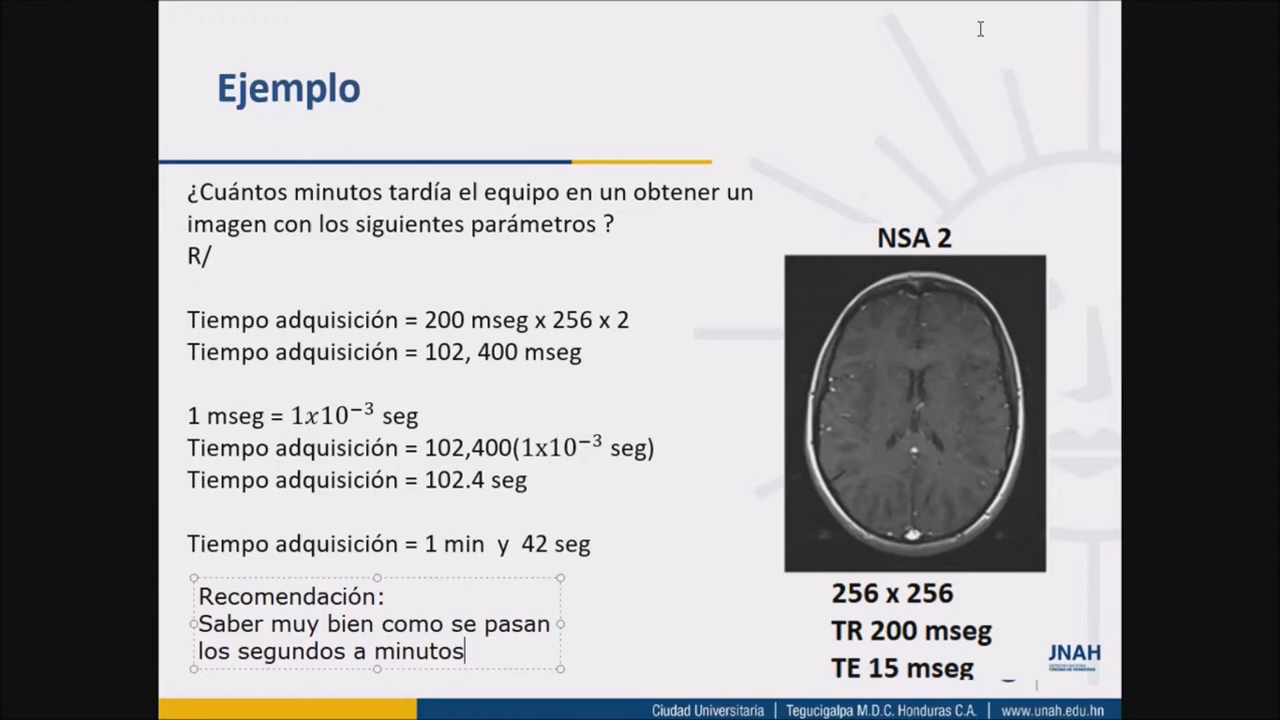 Ejemplo
¿Cuántos minutos tardía el equipo en un obtener un
imagen con los siguientes parámetros ?
R/
Tiempo adquisición = 200 mseg x 256 x 2
Tiempo adquisición = 102, 400 mseg
1 mseg = 1x10⁻³ seg
Tiempo adquisición = 102,400(1x10⁻³ seg)
Tiempo adquisición = 102.4 seg
Tiempo adquisición = 1 min y 42 seg
Recomendación:
Saber muy bien como se pasan
los segundos a minutos
NSA 2
256 x 256
TR 200 mseg
TE 15 mseg
JNAH
Ciudad Universitaria | Tegucigalpa M.D.C. Honduras C.A. | www.unah.edu.hn